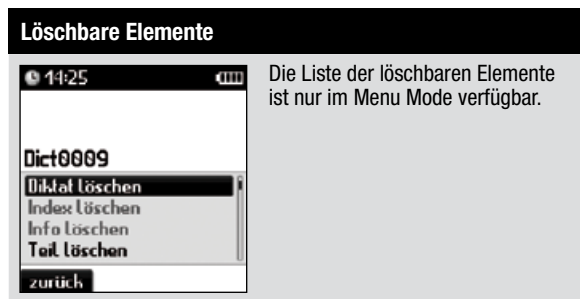 Löschbare Elemente
14:25
Dict0009
Diktat löschen
Index löschen
Info löschen
Teil löschen
zurück
Die Liste der löschbaren Elemente
ist nur im Menu Mode verfügbar.